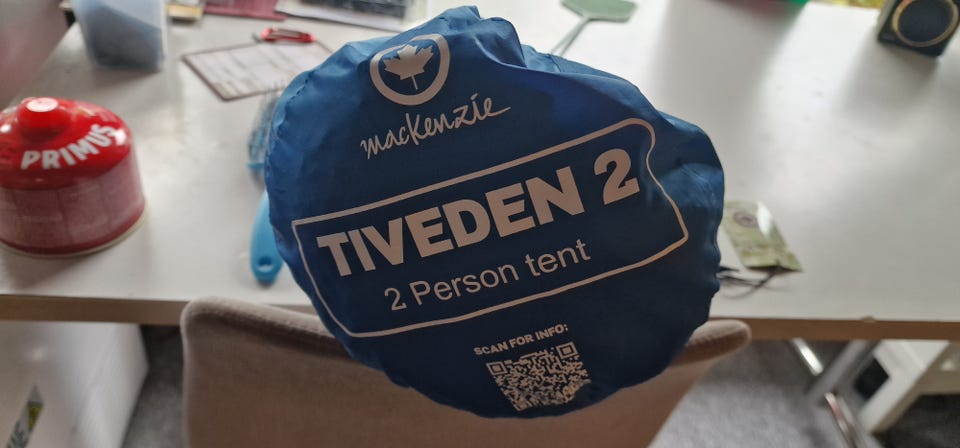 macKenzie
TIVEDEN 2
2 Person tent
SCAN FOR INFO:
PRIMUS